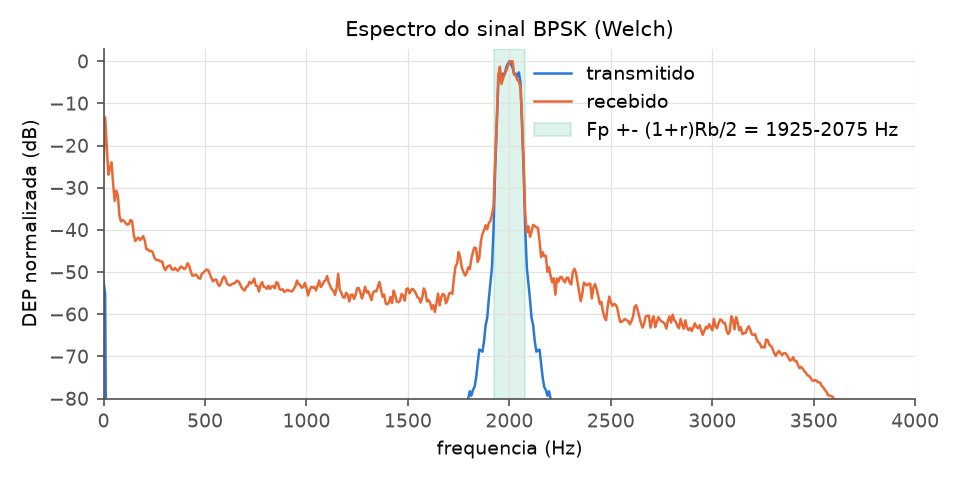 Espectro do sinal BPSK (Welch)
transmitido
recebido
Fp +- (1+r)Rb/2 = 1925-2075 Hz
DEP normalizada (dB)
0
−10
−20
−30
−40
−50
−60
−70
−80
0 500 1000 1500 2000 2500 3000 3500 4000
frequencia (Hz)